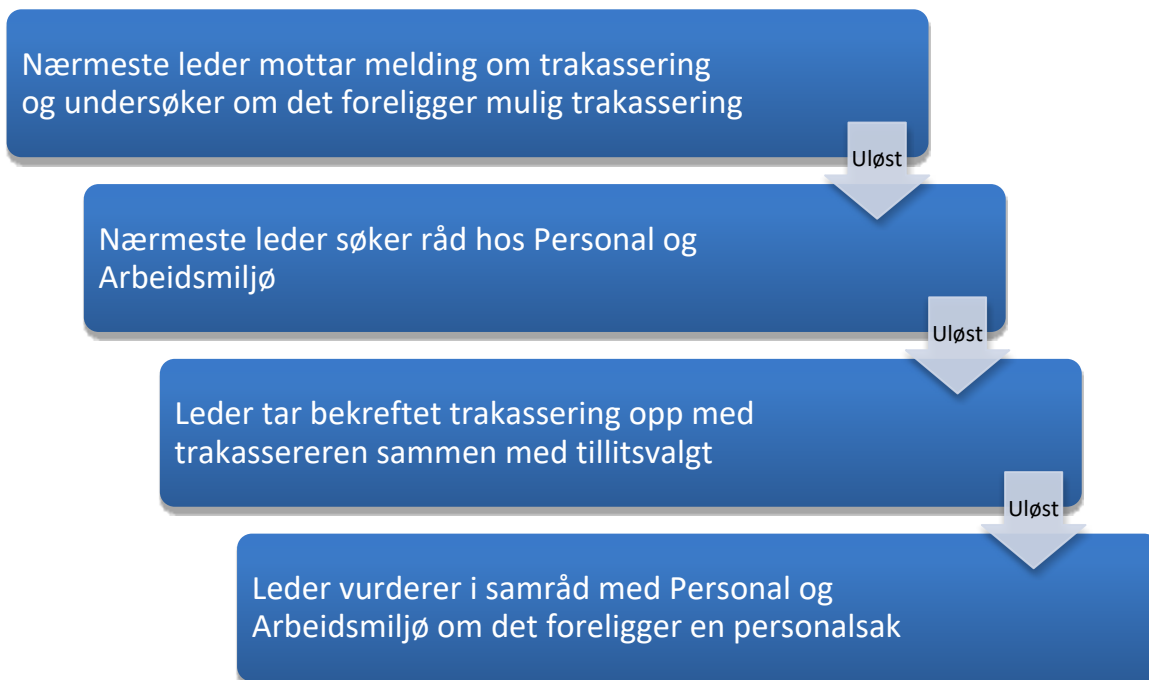 Nærmeste leder mottar melding om trakassering
og undersøker om det foreligger mulig trakassering
Uløst
Nærmeste leder søker råd hos Personal og
Arbeidsmiljø
Uløst
Leder tar bekreftet trakassering opp med
trakassereren sammen med tillitsvalgt
Uløst
Leder vurderer i samråd med Personal og
Arbeidsmiljø om det foreligger en personalsak